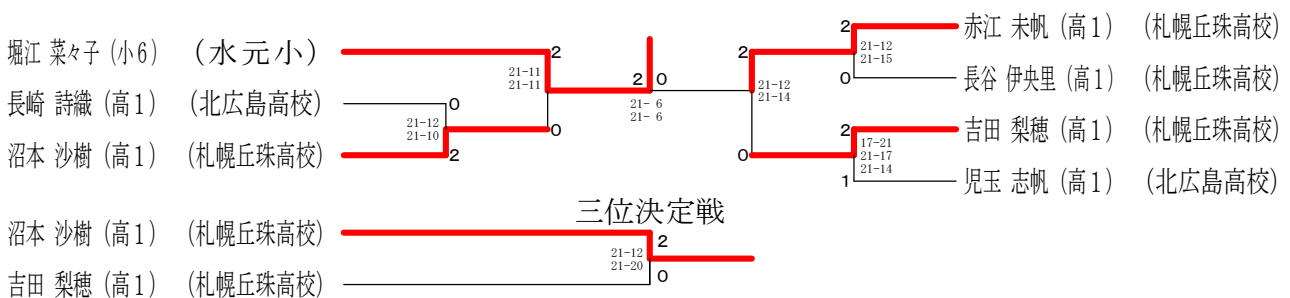 堀江 菜々子 (小6) (水元小)
長崎 詩織 (高1) (北広島高校)
沼本 沙樹 (高1) (札幌丘珠高校)
0
21-12
21-10
2
2
21-11
21-11
0
2 0
21- 6
21- 6
2
21-12
21-14
0
2
21-12
21-15
0
2
17-21
21-17
21-14
1
赤江 未帆 (高1) (札幌丘珠高校)
長谷 伊央里 (高1) (札幌丘珠高校)
吉田 梨穂 (高1) (札幌丘珠高校)
児玉 志帆 (高1) (北広島高校)
三位決定戦
沼本 沙樹 (高1) (札幌丘珠高校)
吉田 梨穂 (高1) (札幌丘珠高校)
2
21-12
21-20
0